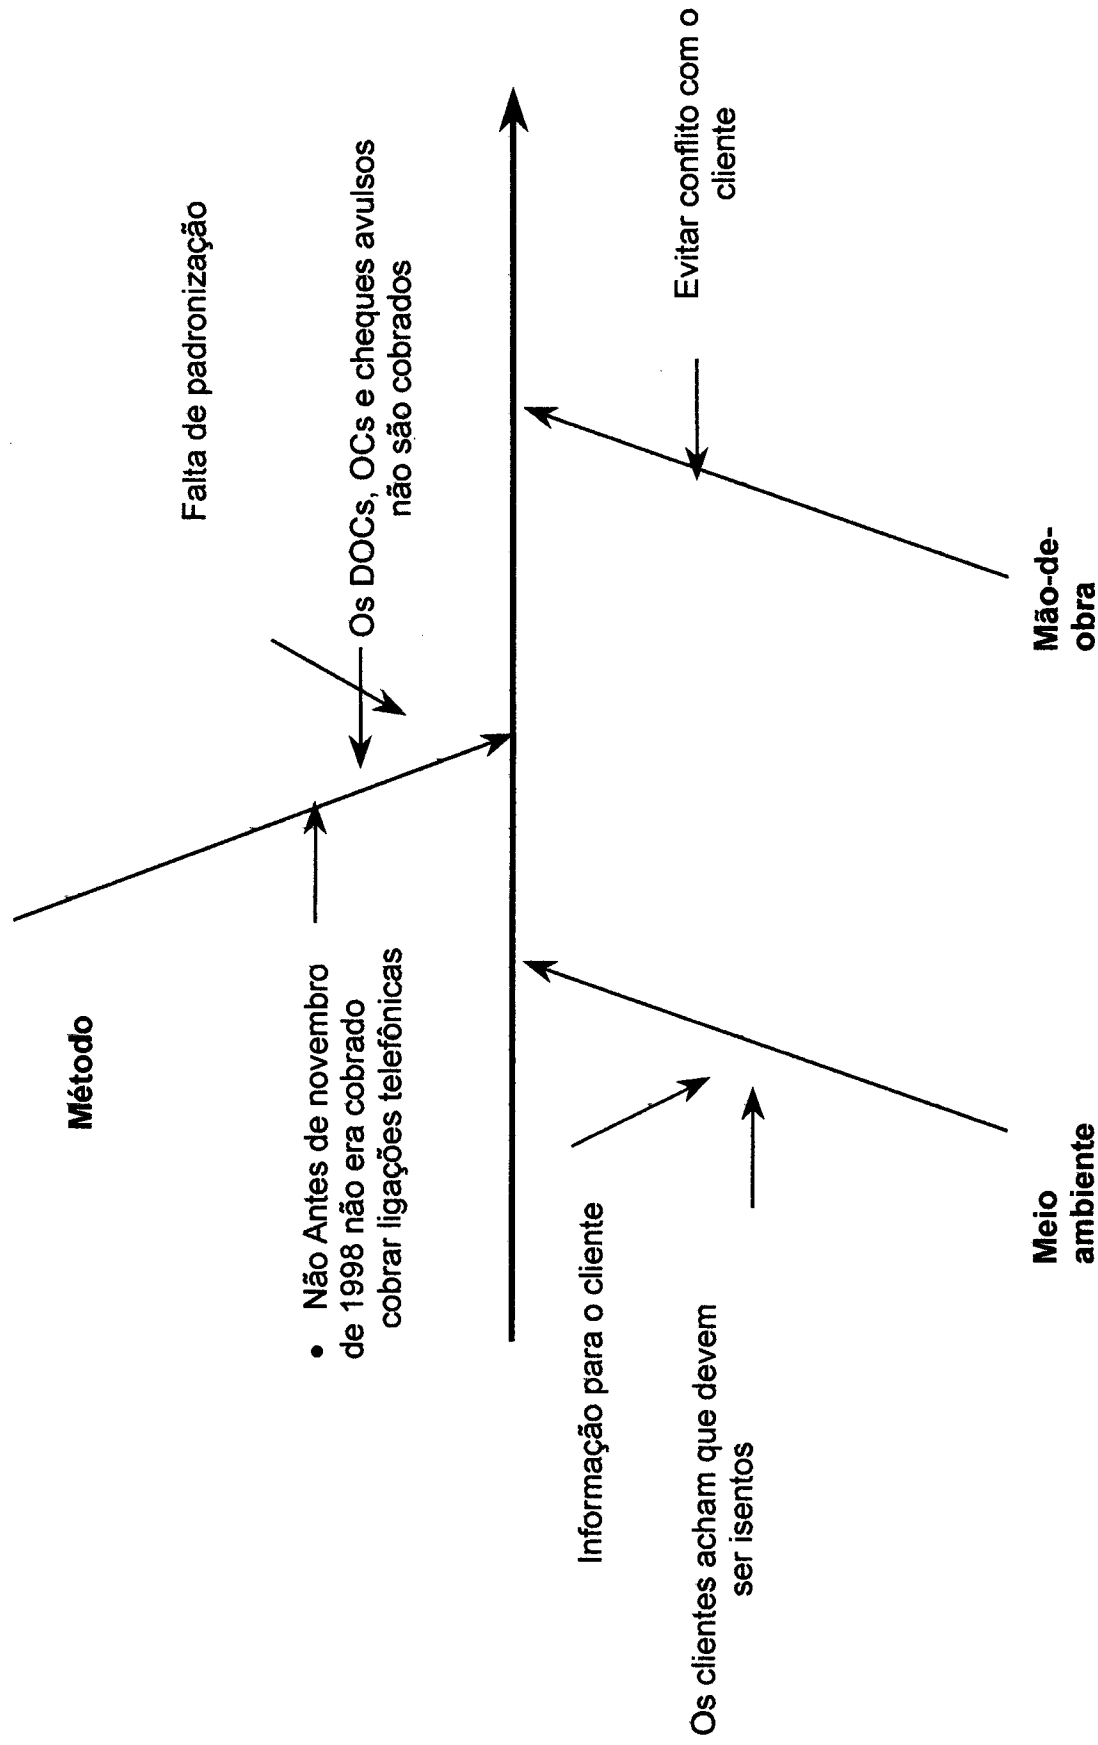 Método
Falta de padronização
• Não Antes de novembro
de 1998 não era cobrado
cobrar ligações telefônicas
Os DOCs, OCs e cheques avulsos
não são cobrados
Informação para o cliente
Os clientes acham que devem
ser isentos
Evitar conflito com o
cliente
Meio
ambiente
Mão-de-
obra